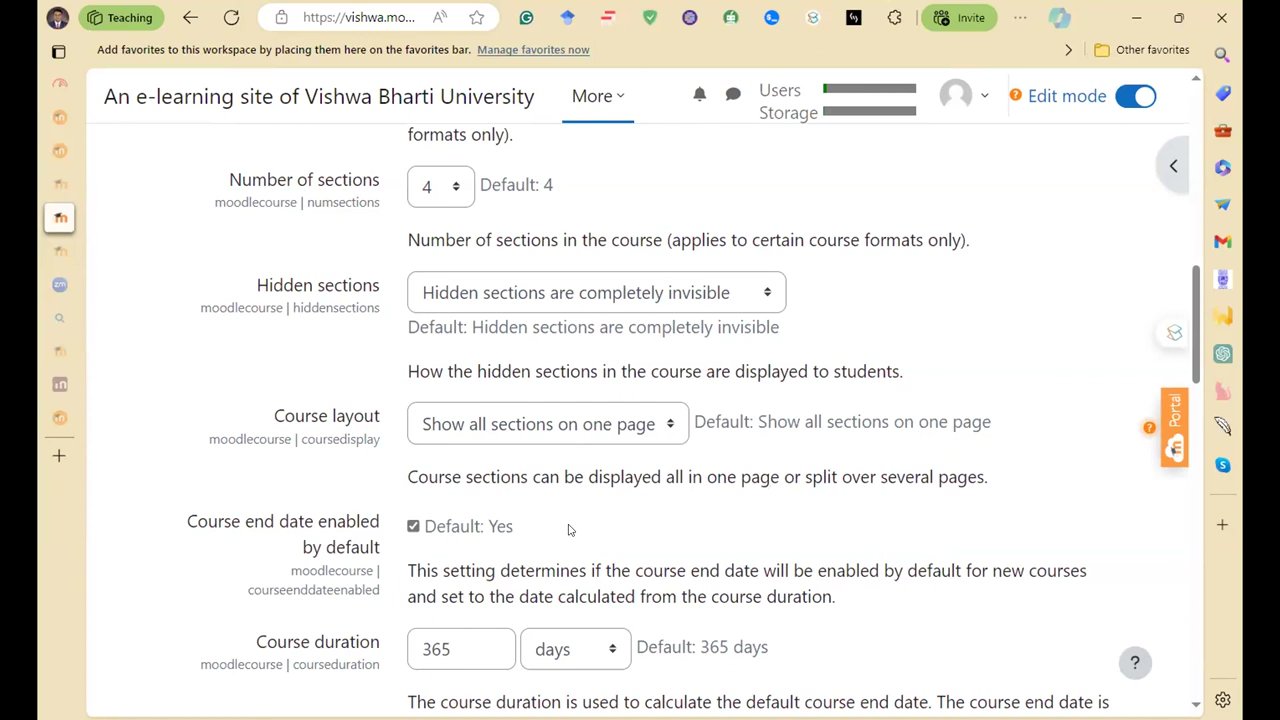 Teaching
https://vishwa.mo...
Invite
Add favorites to this workspace by placing them here on the favorites bar. Manage favorites now
Other favorites
An e-learning site of Vishwa Bharti University
More
Users
Storage
Edit mode
formats only).
Number of sections
moodlecourse | numsections
4
Default: 4
Number of sections in the course (applies to certain course formats only).
Hidden sections
moodlecourse | hiddensections
Hidden sections are completely invisible
Default: Hidden sections are completely invisible
How the hidden sections in the course are displayed to students.
Course layout
moodlecourse | coursedisplay
Show all sections on one page
Default: Show all sections on one page
Portal
Course sections can be displayed all in one page or split over several pages.
Course end date enabled
by default
moodlecourse |
courseenddateenabled
Default: Yes
This setting determines if the course end date will be enabled by default for new courses
and set to the date calculated from the course duration.
Course duration
moodlecourse | courseduration
365
days
Default: 365 days
?
The course duration is used to calculate the default course end date. The course end date is